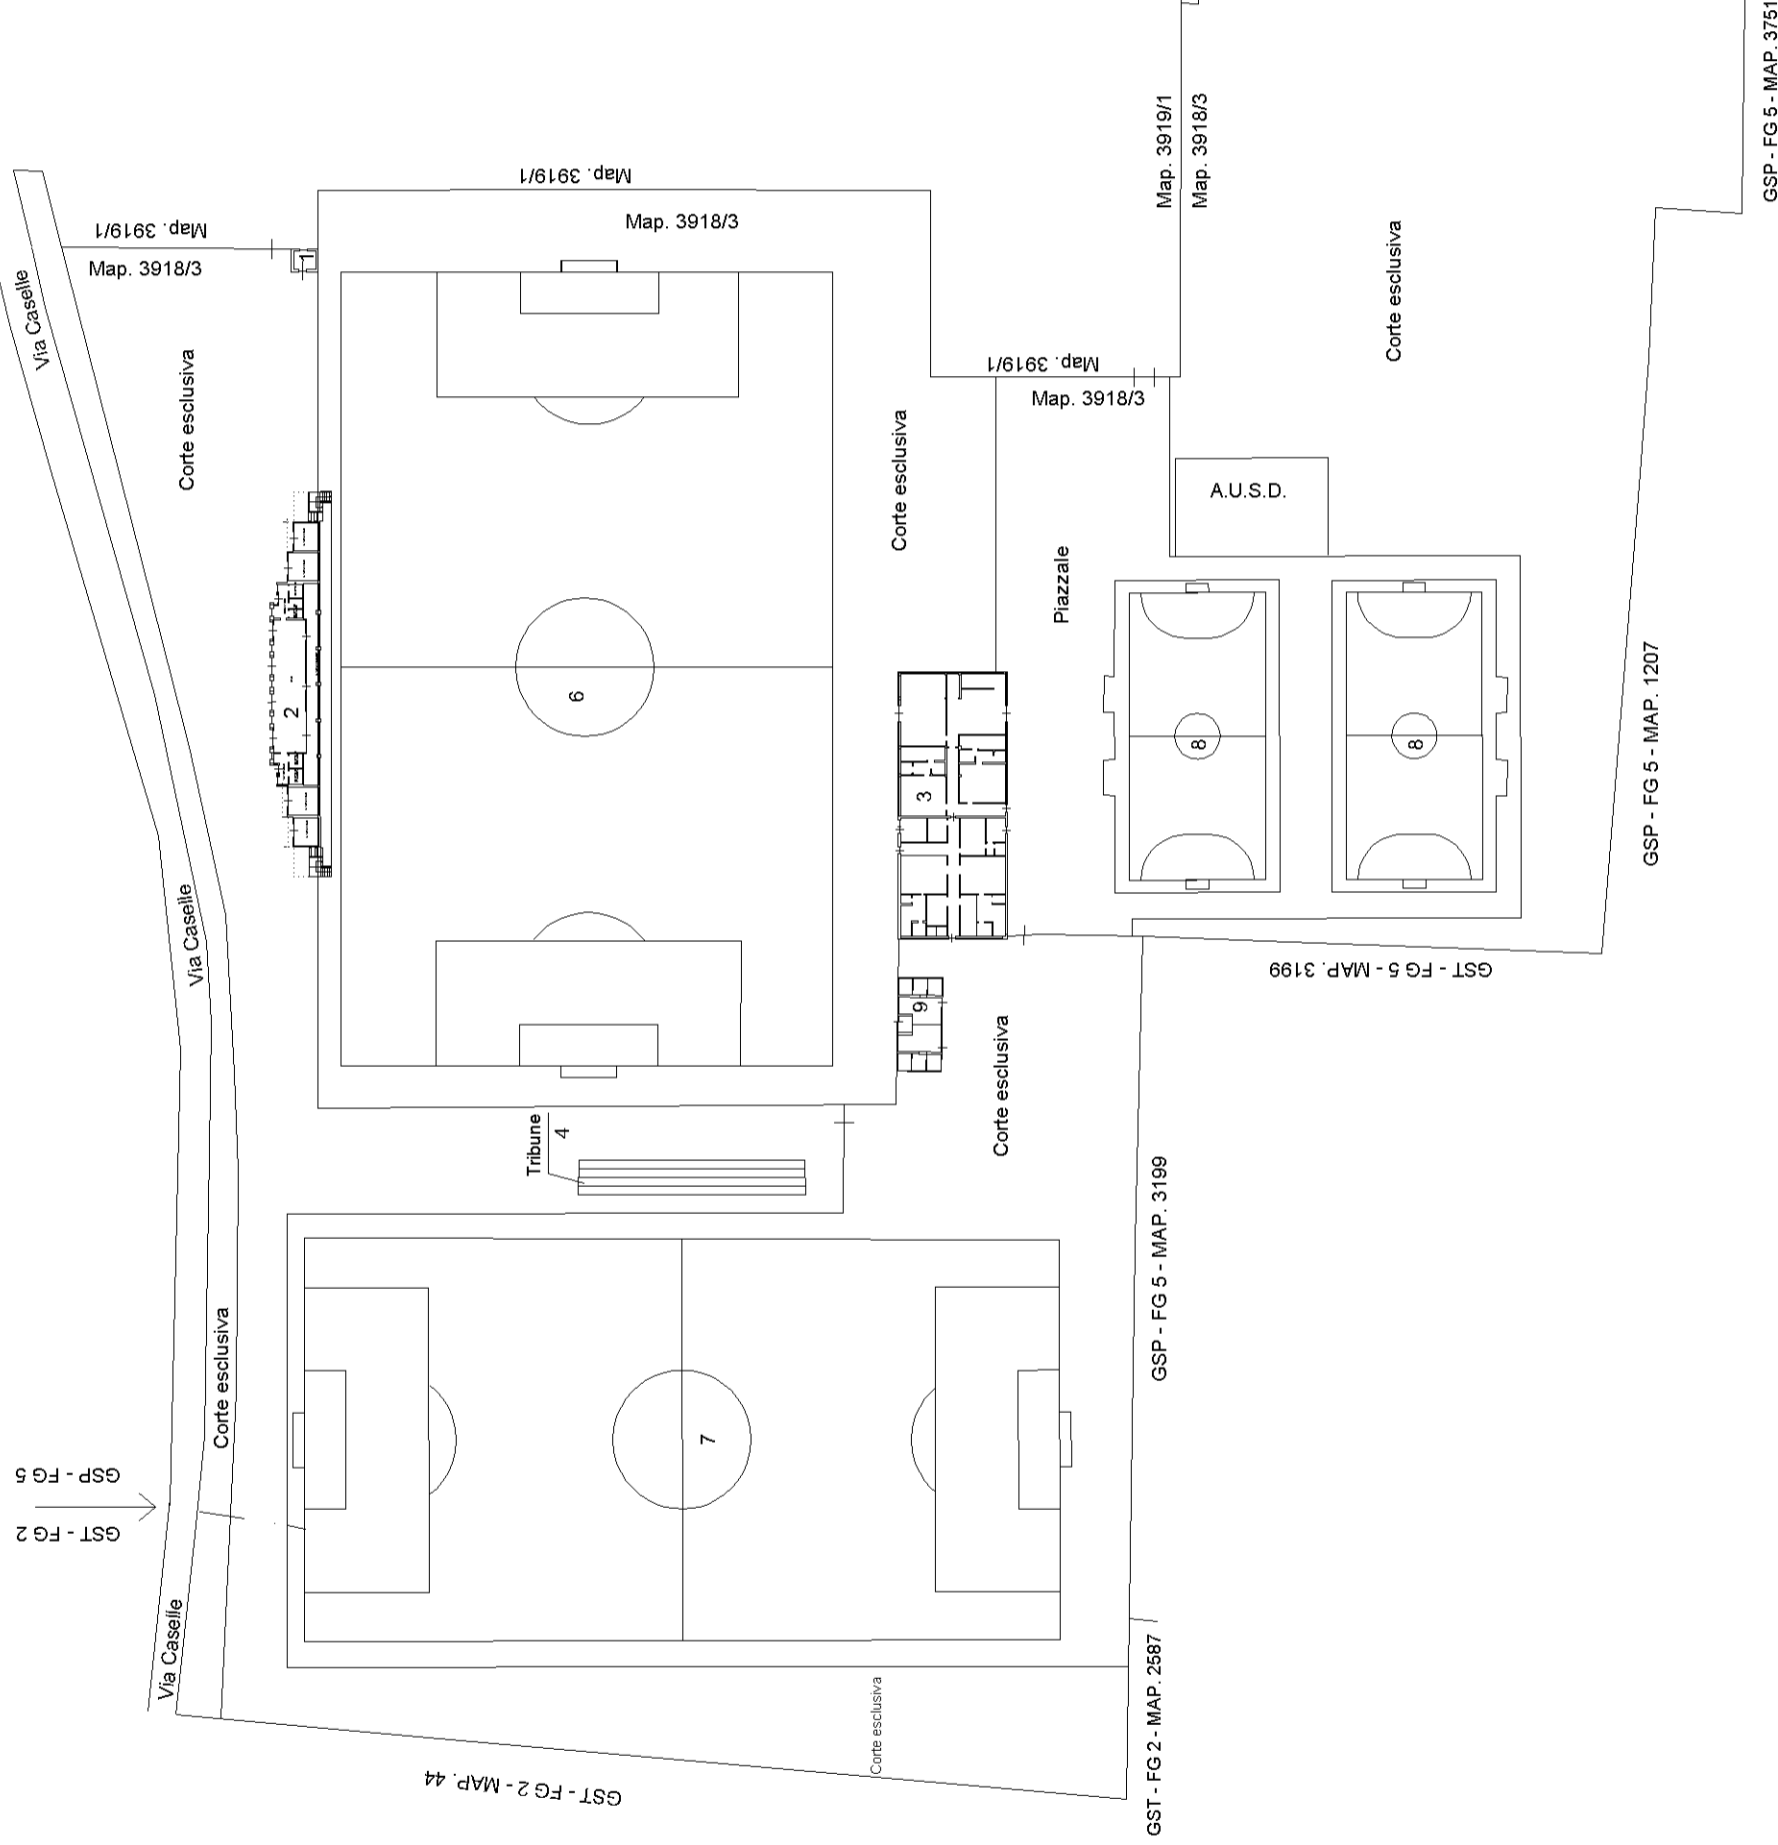 GSP - FG 5 - MAP. 3751
Map. 3919/1
Map. 3918/3
Map. 3919/1
Map. 3918/3
Map. 3919/1
Map. 3918/3
1
Via Caselle
Corte esclusiva
Corte esclusiva
Map. 3919/1
Map. 3918/3
Corte esclusiva
A.U.S.D.
Piazzale
2
6
3
8
8
GSP - FG 5 - MAP. 1207
Via Caselle
GST - FG 5 - MAP. 3199
9
Corte esclusiva
Tribune
4
GSP - FG 5 - MAP. 3199
Corte esclusiva
7
GSP - FG 5
GST - FG 2
Via Caselle
Corte esclusiva
GST - FG 2 - MAP. 2587
GST - FG 2 - MAP. 44